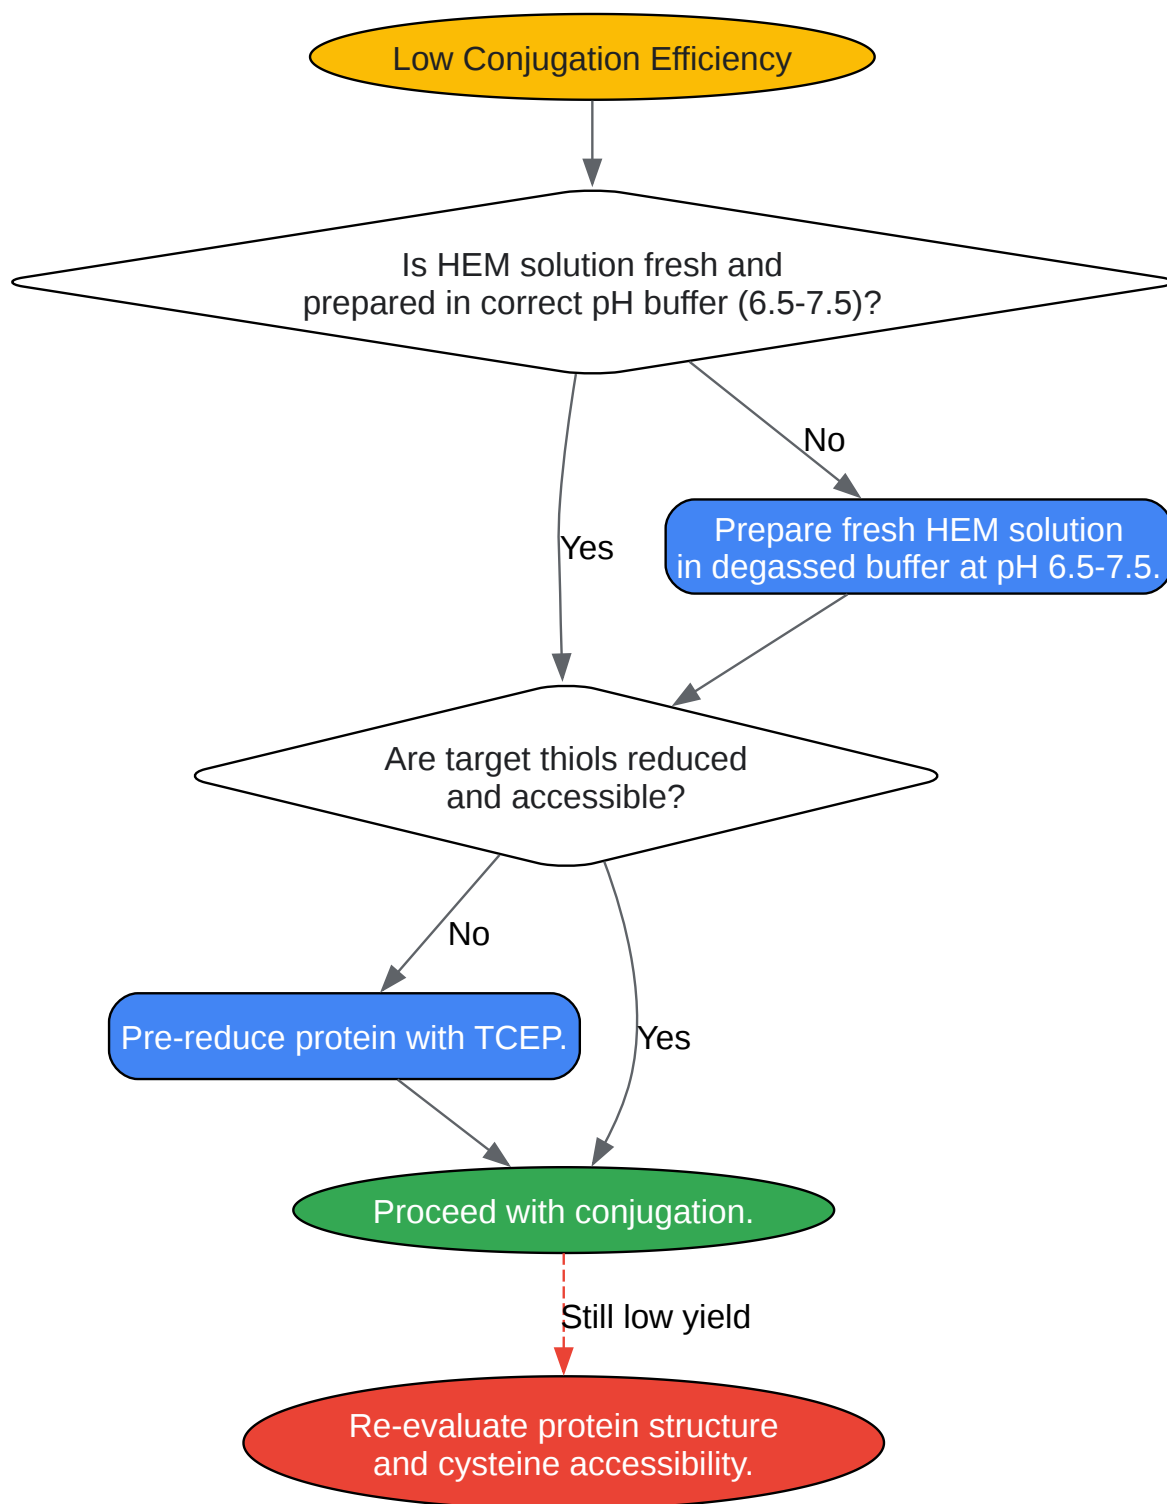 Low Conjugation Efficiency
Is HEM solution fresh and
prepared in correct pH buffer (6.5-7.5)?
No
Prepare fresh HEM solution
in degassed buffer at pH 6.5-7.5.
Yes
Are target thiols reduced
and accessible?
No
Pre-reduce protein with TCEP.
Yes
Proceed with conjugation.
Still low yield
Re-evaluate protein structure
and cysteine accessibility.